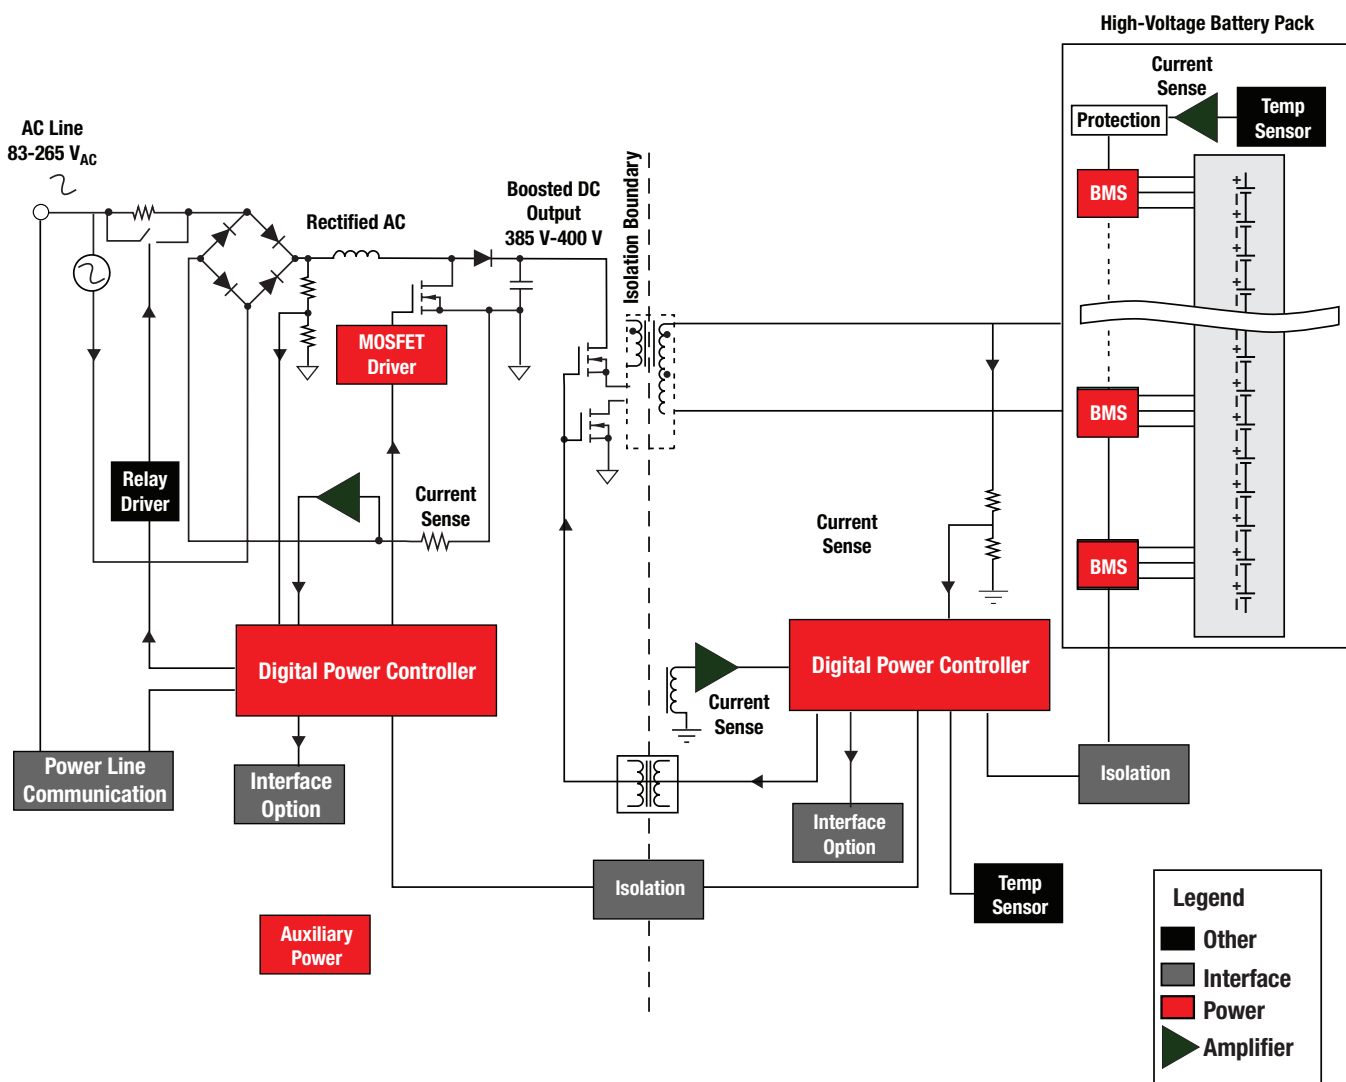 High-Voltage Battery Pack
Current
Sense
Temp
Sensor
Protection
AC Line
83-265 VAC
BMS
Boosted DC
Output
385 V-400 V
Isolation Boundary
Rectified AC
MOSFET
Driver
BMS
Relay
Driver
Current
Sense
Current
Sense
BMS
Digital Power Controller
Digital Power Controller
Current
Sense
Power Line
Communication
Interface
Option
Isolation
Interface
Option
Isolation
Temp
Sensor
Auxiliary
Power
Legend
Other
Interface
Power
Amplifier